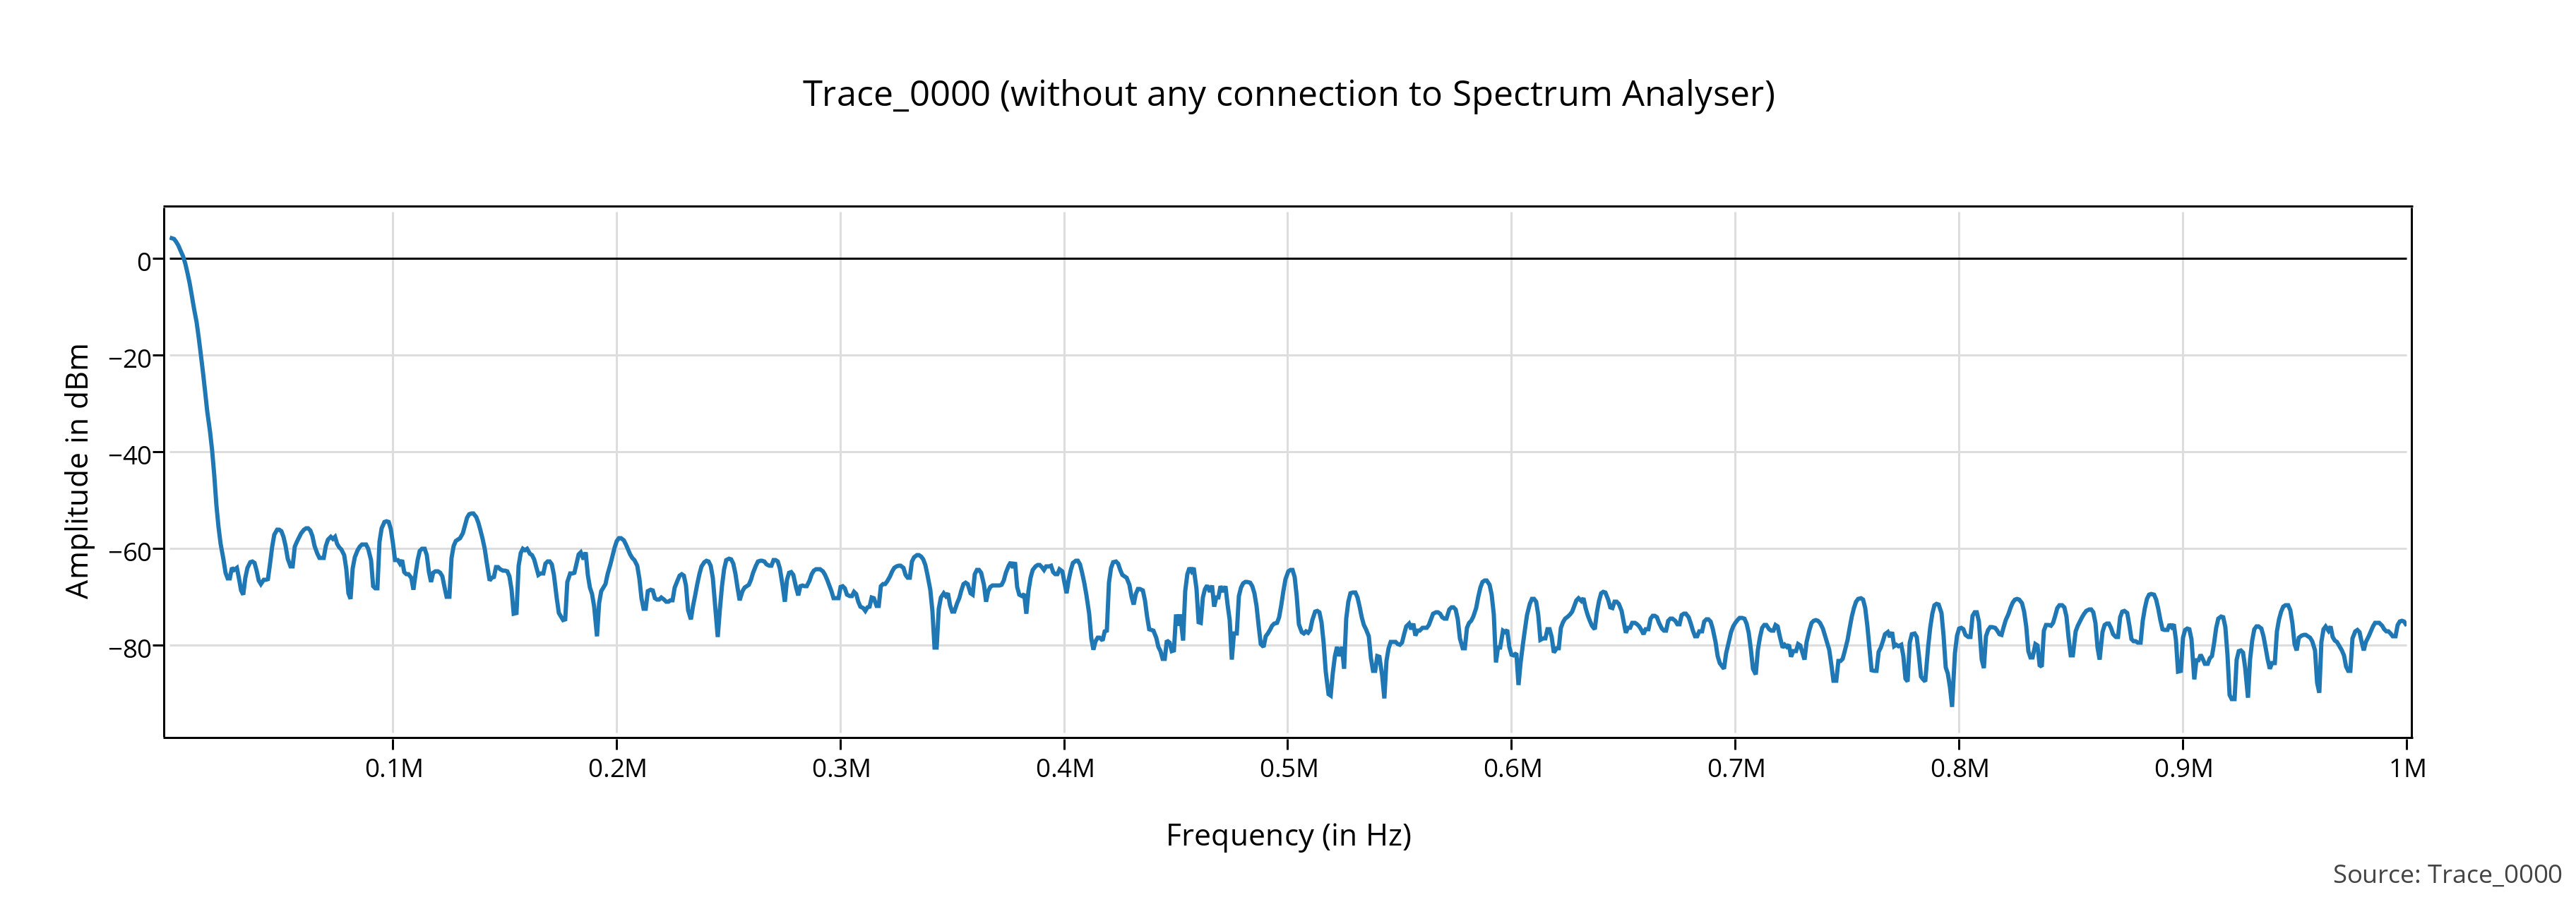 Trace_0000 (without any connection to Spectrum Analyser)
Amplitude in dBm
0
−20
−40
−60
−80
0.1M 0.2M 0.3M 0.4M 0.5M 0.6M 0.7M 0.8M 0.9M 1M
Frequency (in Hz)
Source: Trace_0000